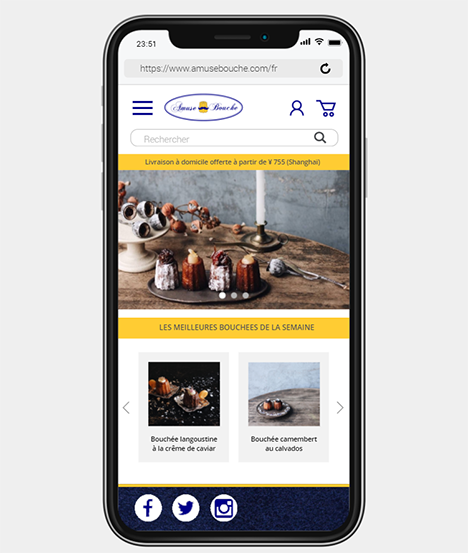 23:51
https://www.amusebouche.com/fr
Amuse Bouche
Rechercher
Livraison à domicile offerte à partir de ¥ 755 (Shanghai)
LES MEILLEURES BOUCHEES DE LA SEMAINE
Bouchée langoustine
à la crême de caviar
Bouchée camembert
au calvados